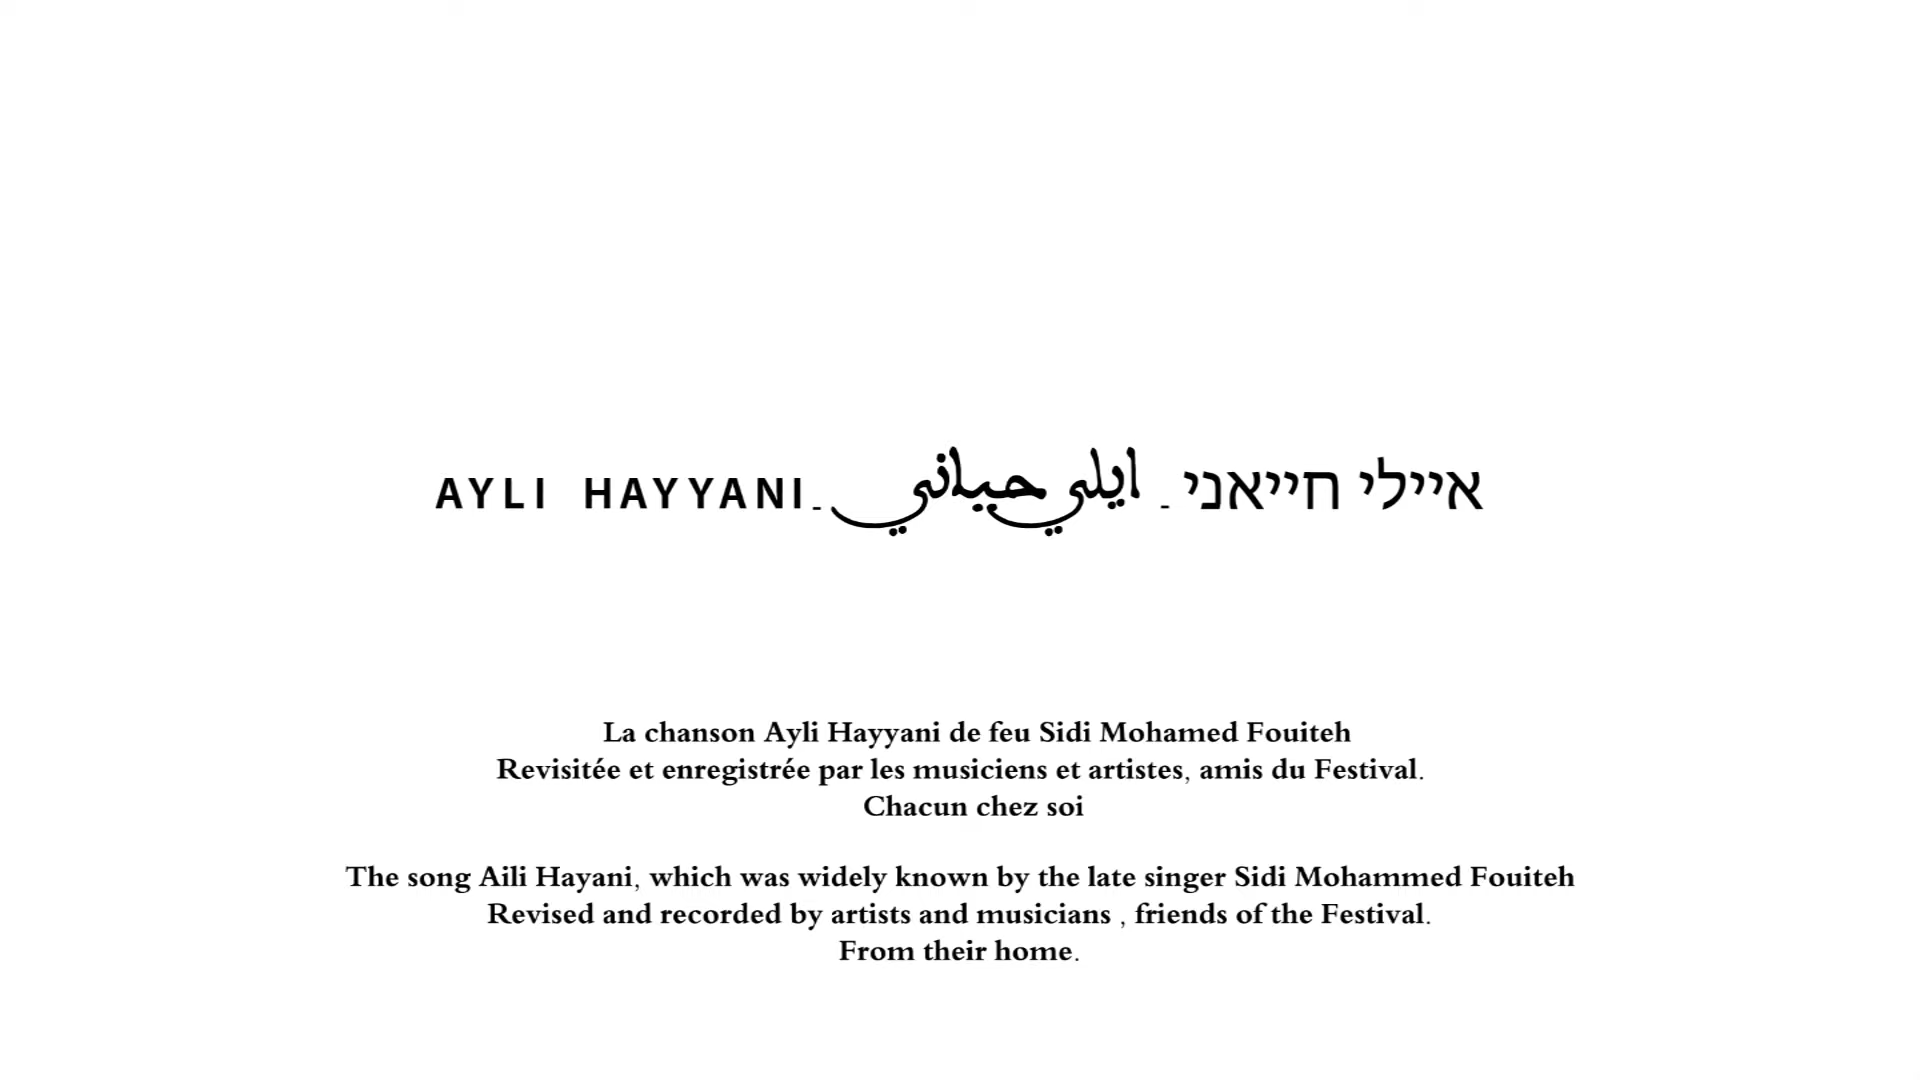 AYLI HAYYANI - ايلي حياني - איילי חייאני
La chanson Ayli Hayyani de feu Sidi Mohamed Fouiteh
Revisitée et enregistrée par les musiciens et artistes, amis du Festival.
Chacun chez soi
The song Aili Hayani, which was widely known by the late singer Sidi Mohammed Fouiteh
Revised and recorded by artists and musicians , friends of the Festival.
From their home.